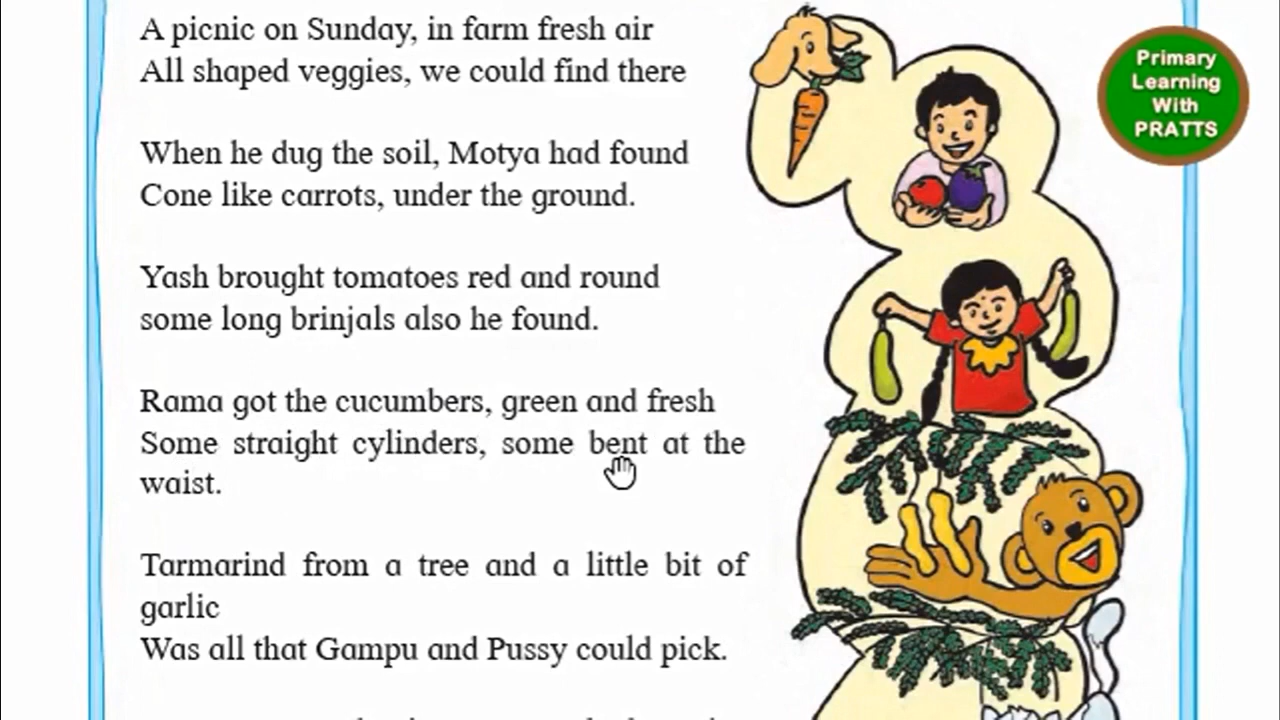 A picnic on Sunday, in farm fresh air
All shaped veggies, we could find there
When he dug the soil, Motya had found
Cone like carrots, under the ground.
Yash brought tomatoes red and round
some long brinjals also he found.
Rama got the cucumbers, green and fresh
Some straight cylinders, some bent at the
waist.
Tarmarind from a tree and a little bit of
garlic
Was all that Gampu and Pussy could pick.
Primary
Learning
With
PRATTS